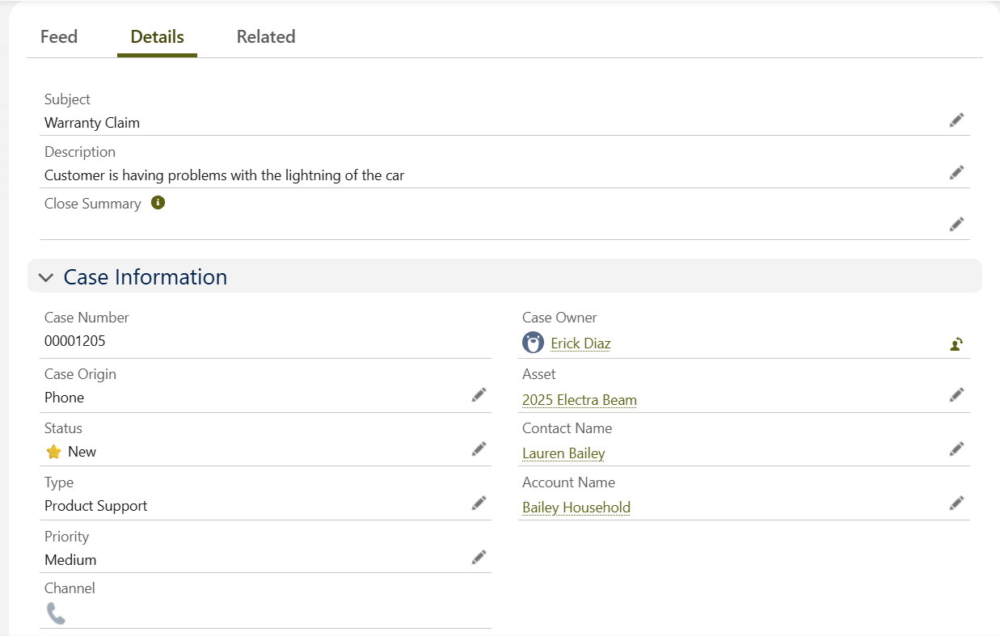 Feed Details Related
Subject
Warranty Claim
Description
Customer is having problems with the lightning of the car
Close Summary
Case Information
Case Number
00001205
Case Owner
Erick Diaz
Case Origin
Phone
Asset
2025 Electra Beam
Status
New
Contact Name
Lauren Bailey
Type
Product Support
Account Name
Bailey Household
Priority
Medium
Channel